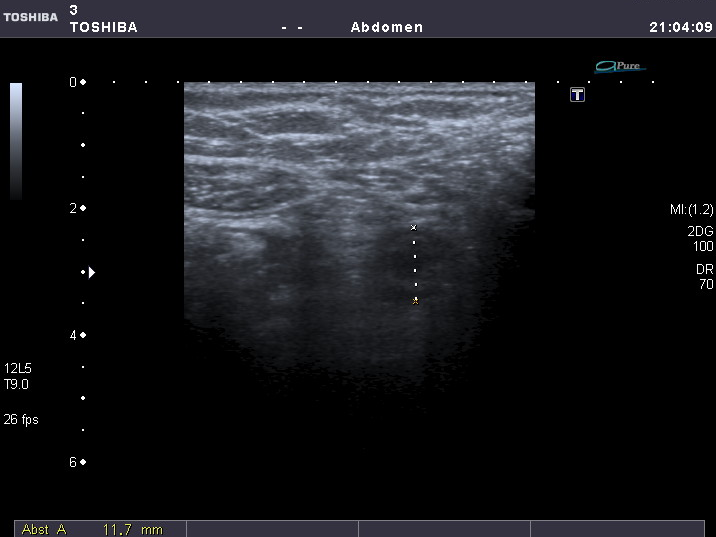 TOSHIBA
3
TOSHIBA - - Abdomen 21:04:09
APure
T
0
2
4
6
MI:(1.2)
2DG
100
DR
70
12L5
T9.0
26 fps
Abst A 11.7 mm